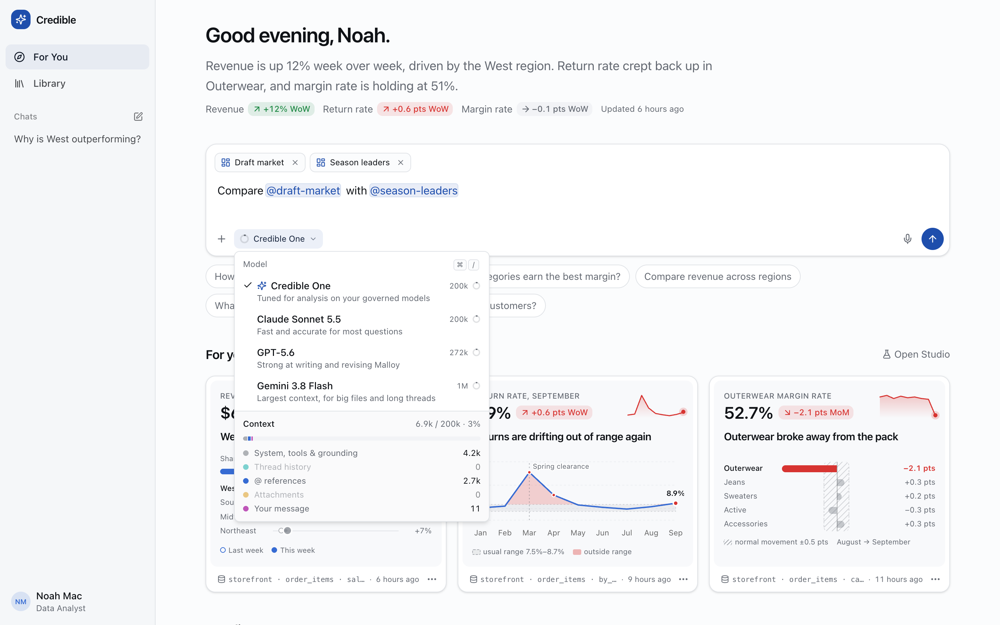 Credible
For You
Library
Chats
Why is West outperforming?
NM
Noah Mac
Data Analyst
Good evening, Noah.
Revenue is up 12% week over week, driven by the West region. Return rate crept back up in
Outerwear, and margin rate is holding at 51%.
Revenue ↗ +12% WoW Return rate ↗ +0.6 pts WoW Margin rate → −0.1 pts WoW Updated 6 hours ago
Draft market × Season leaders ×
Compare @draft-market with @season-leaders
+ Credible One
Model ⌘ /
Credible One 200k
Tuned for analysis on your governed models
Claude Sonnet 5.5 200k
Fast and accurate for most questions
GPT-5.6 272k
Strong at writing and revising Malloy
Gemini 3.8 Flash 1M
Largest context, for big files and long threads
Context 6.9k / 200k · 3%
System, tools & grounding 4.2k
Thread history 0
@ references 2.7k
Attachments 0
Your message 11
How
egories earn the best margin?
Compare revenue across regions
Wha
ustomers?
For y
Open Studio
REV
$
We
Sha
Wes
Sou
Mid
Northeast +7%
Last week This week
storefront · order_items · sal… · 6 hours ago
URN RATE, SEPTEMBER
9% ↗ +0.6 pts WoW
urns are drifting out of range again
Spring clearance
8.9%
Jan Feb Mar Apr May Jun Jul Aug Sep
usual range 7.5%–8.7% outside range
storefront · order_items · by_… · 9 hours ago
OUTERWEAR MARGIN RATE
52.7% ↘ −2.1 pts MoM
Outerwear broke away from the pack
Outerwear −2.1 pts
Jeans +0.3 pts
Sweaters +0.2 pts
Active −0.3 pts
Accessories +0.3 pts
normal movement ±0.5 pts August → September
storefront · order_items · ca… · 11 hours ago